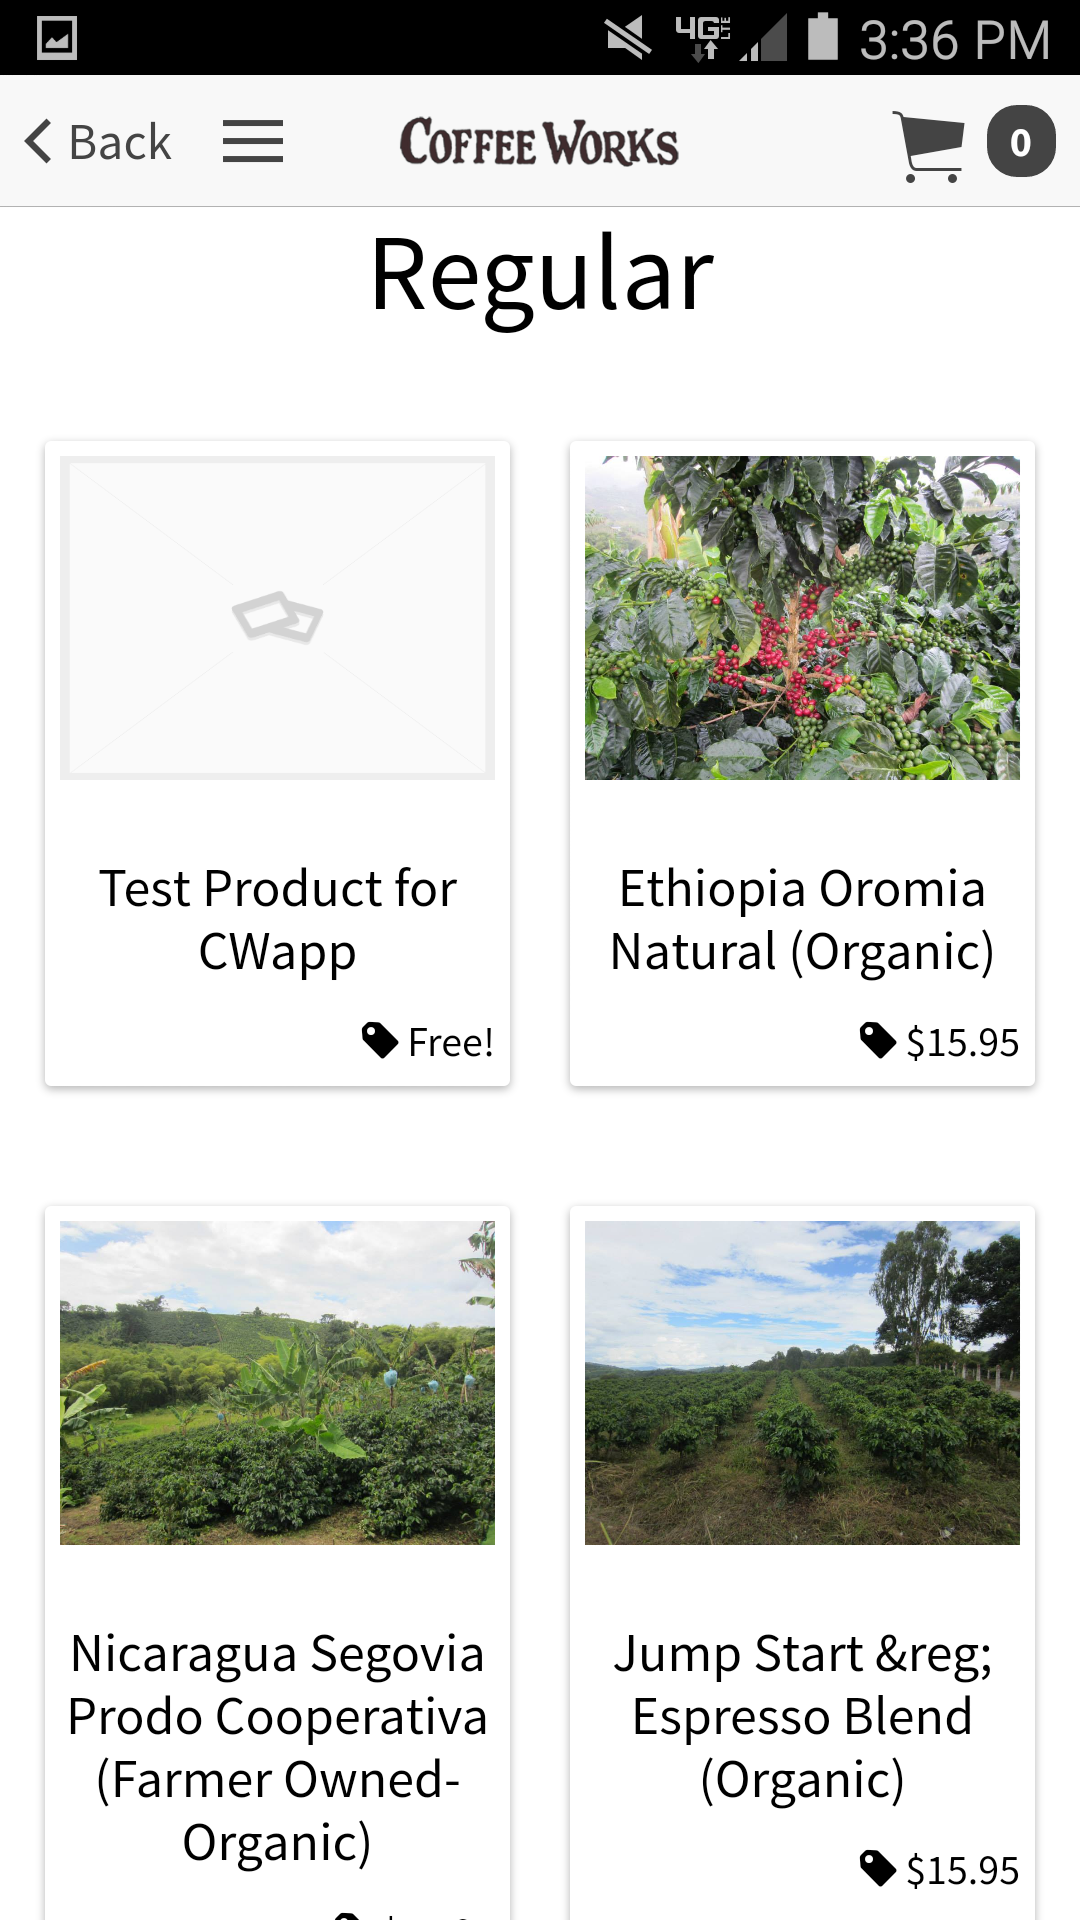 4G LTE 3:36 PM
Back COFFEE WORKS 0
Regular
Test Product for
CWapp
Free!
Ethiopia Oromia
Natural (Organic)
$15.95
Nicaragua Segovia
Prodo Cooperativa
(Farmer Owned-
Organic)
Jump Start &reg;
Espresso Blend
(Organic)
$15.95